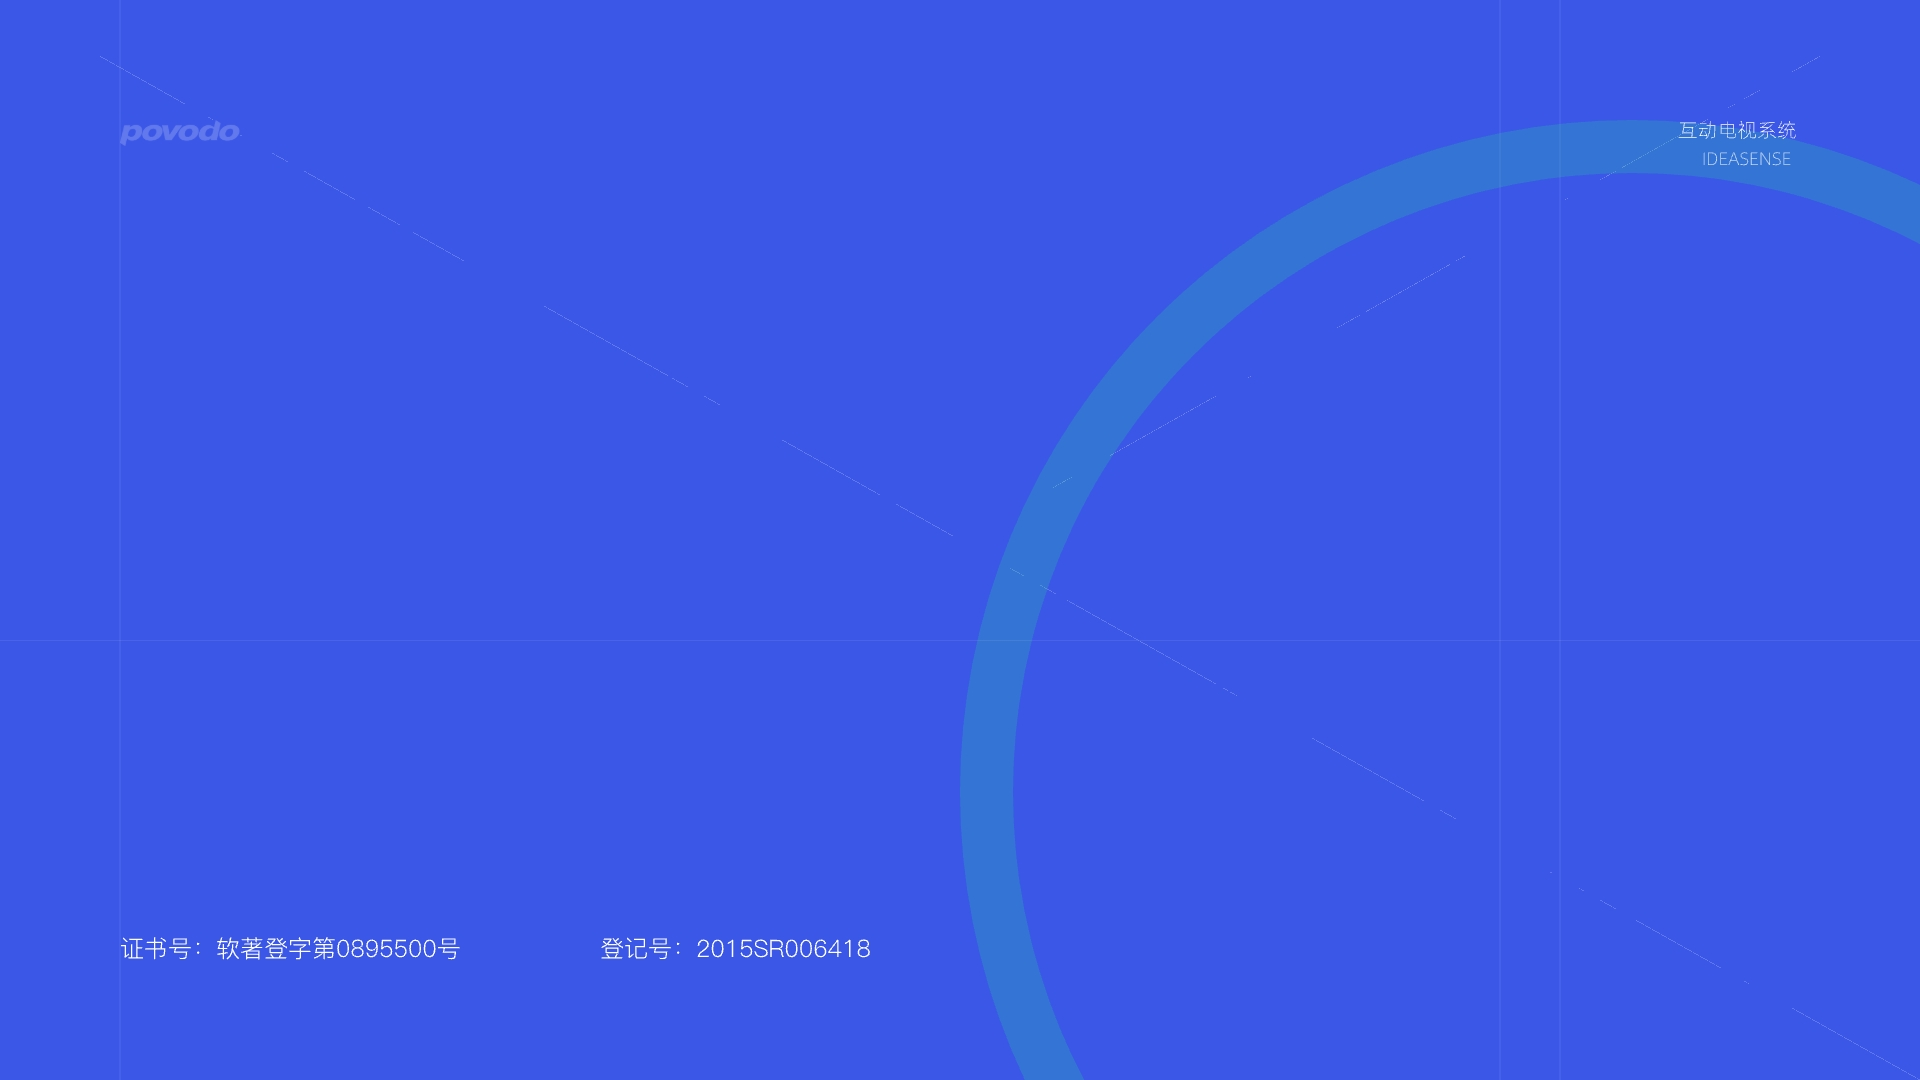 povodo
互动电视系统
IDEASENSE
证书号：软著登字第0895500号
登记号：2015SR006418